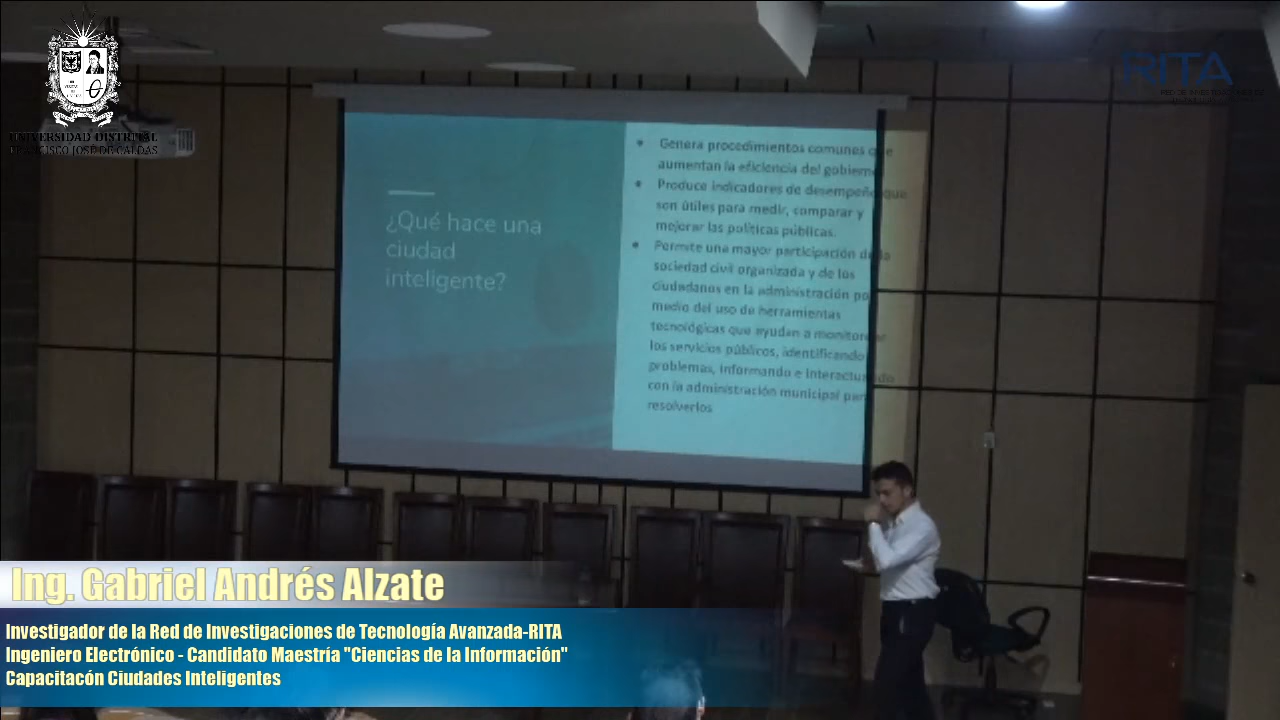 UNIVERSIDAD DISTRITAL
FRANCISCO JOSÉ DE CALDAS
RITA
¿Qué hace una
ciudad
inteligente?
Genera procedimientos comunes que
aumentan la eficiencia del gobierno
Produce indicadores de desempeño que
son útiles para medir, comparar y
mejorar las políticas públicas.
Permite una mayor participación de la
sociedad civil organizada y de los
ciudadanos en la administración por
medio del uso de herramientas
tecnológicas que ayudan a monitorear
los servicios públicos, identificando
problemas, informando e interactuando
con la administración municipal para
resolverlos
Ing. Gabriel Andrés Alzate
Investigador de la Red de Investigaciones de Tecnología Avanzada-RITA
Ingeniero Electrónico - Candidato Maestría "Ciencias de la Información"
Capacitacón Ciudades Inteligentes